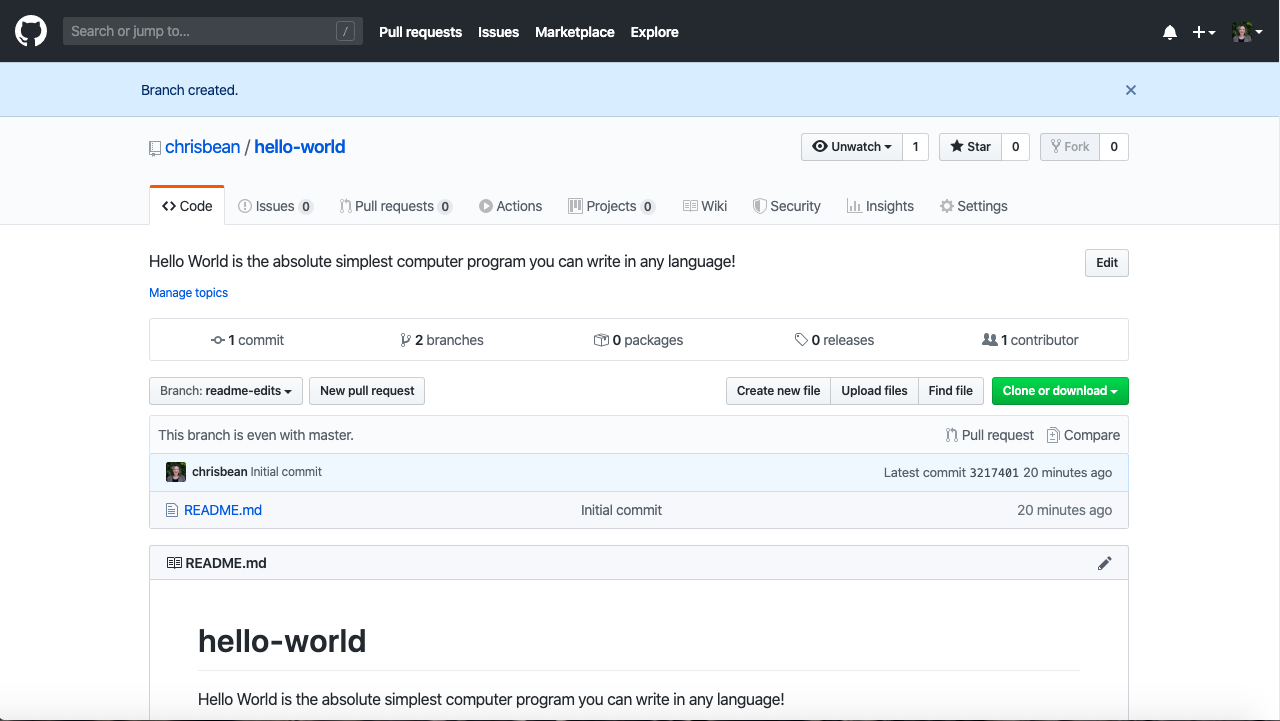 Search or jump to... /
Pull requests Issues Marketplace Explore
Branch created.
chrisbean / hello-world
Unwatch 1 Star 0 Fork 0
Code Issues 0 Pull requests 0 Actions Projects 0 Wiki Security Insights Settings
Hello World is the absolute simplest computer program you can write in any language!
Edit
Manage topics
1 commit 2 branches 0 packages 0 releases 1 contributor
Branch: readme-edits New pull request Create new file Upload files Find file Clone or download
This branch is even with master. Pull request Compare
chrisbean Initial commit Latest commit 3217401 20 minutes ago
README.md Initial commit 20 minutes ago
README.md
hello-world
Hello World is the absolute simplest computer program you can write in any language!